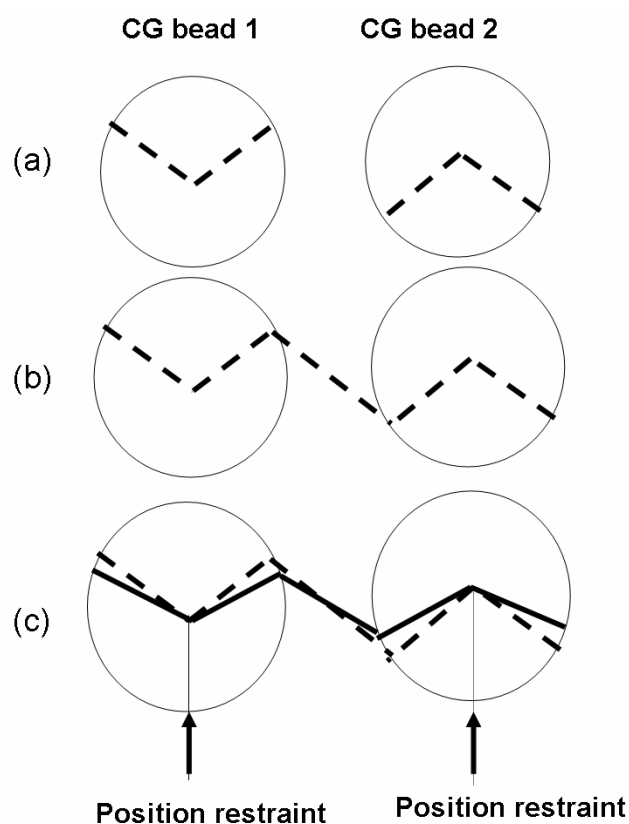 CG bead 1
CG bead 2
(a)
(b)
(c)
Position restraint
Position restraint